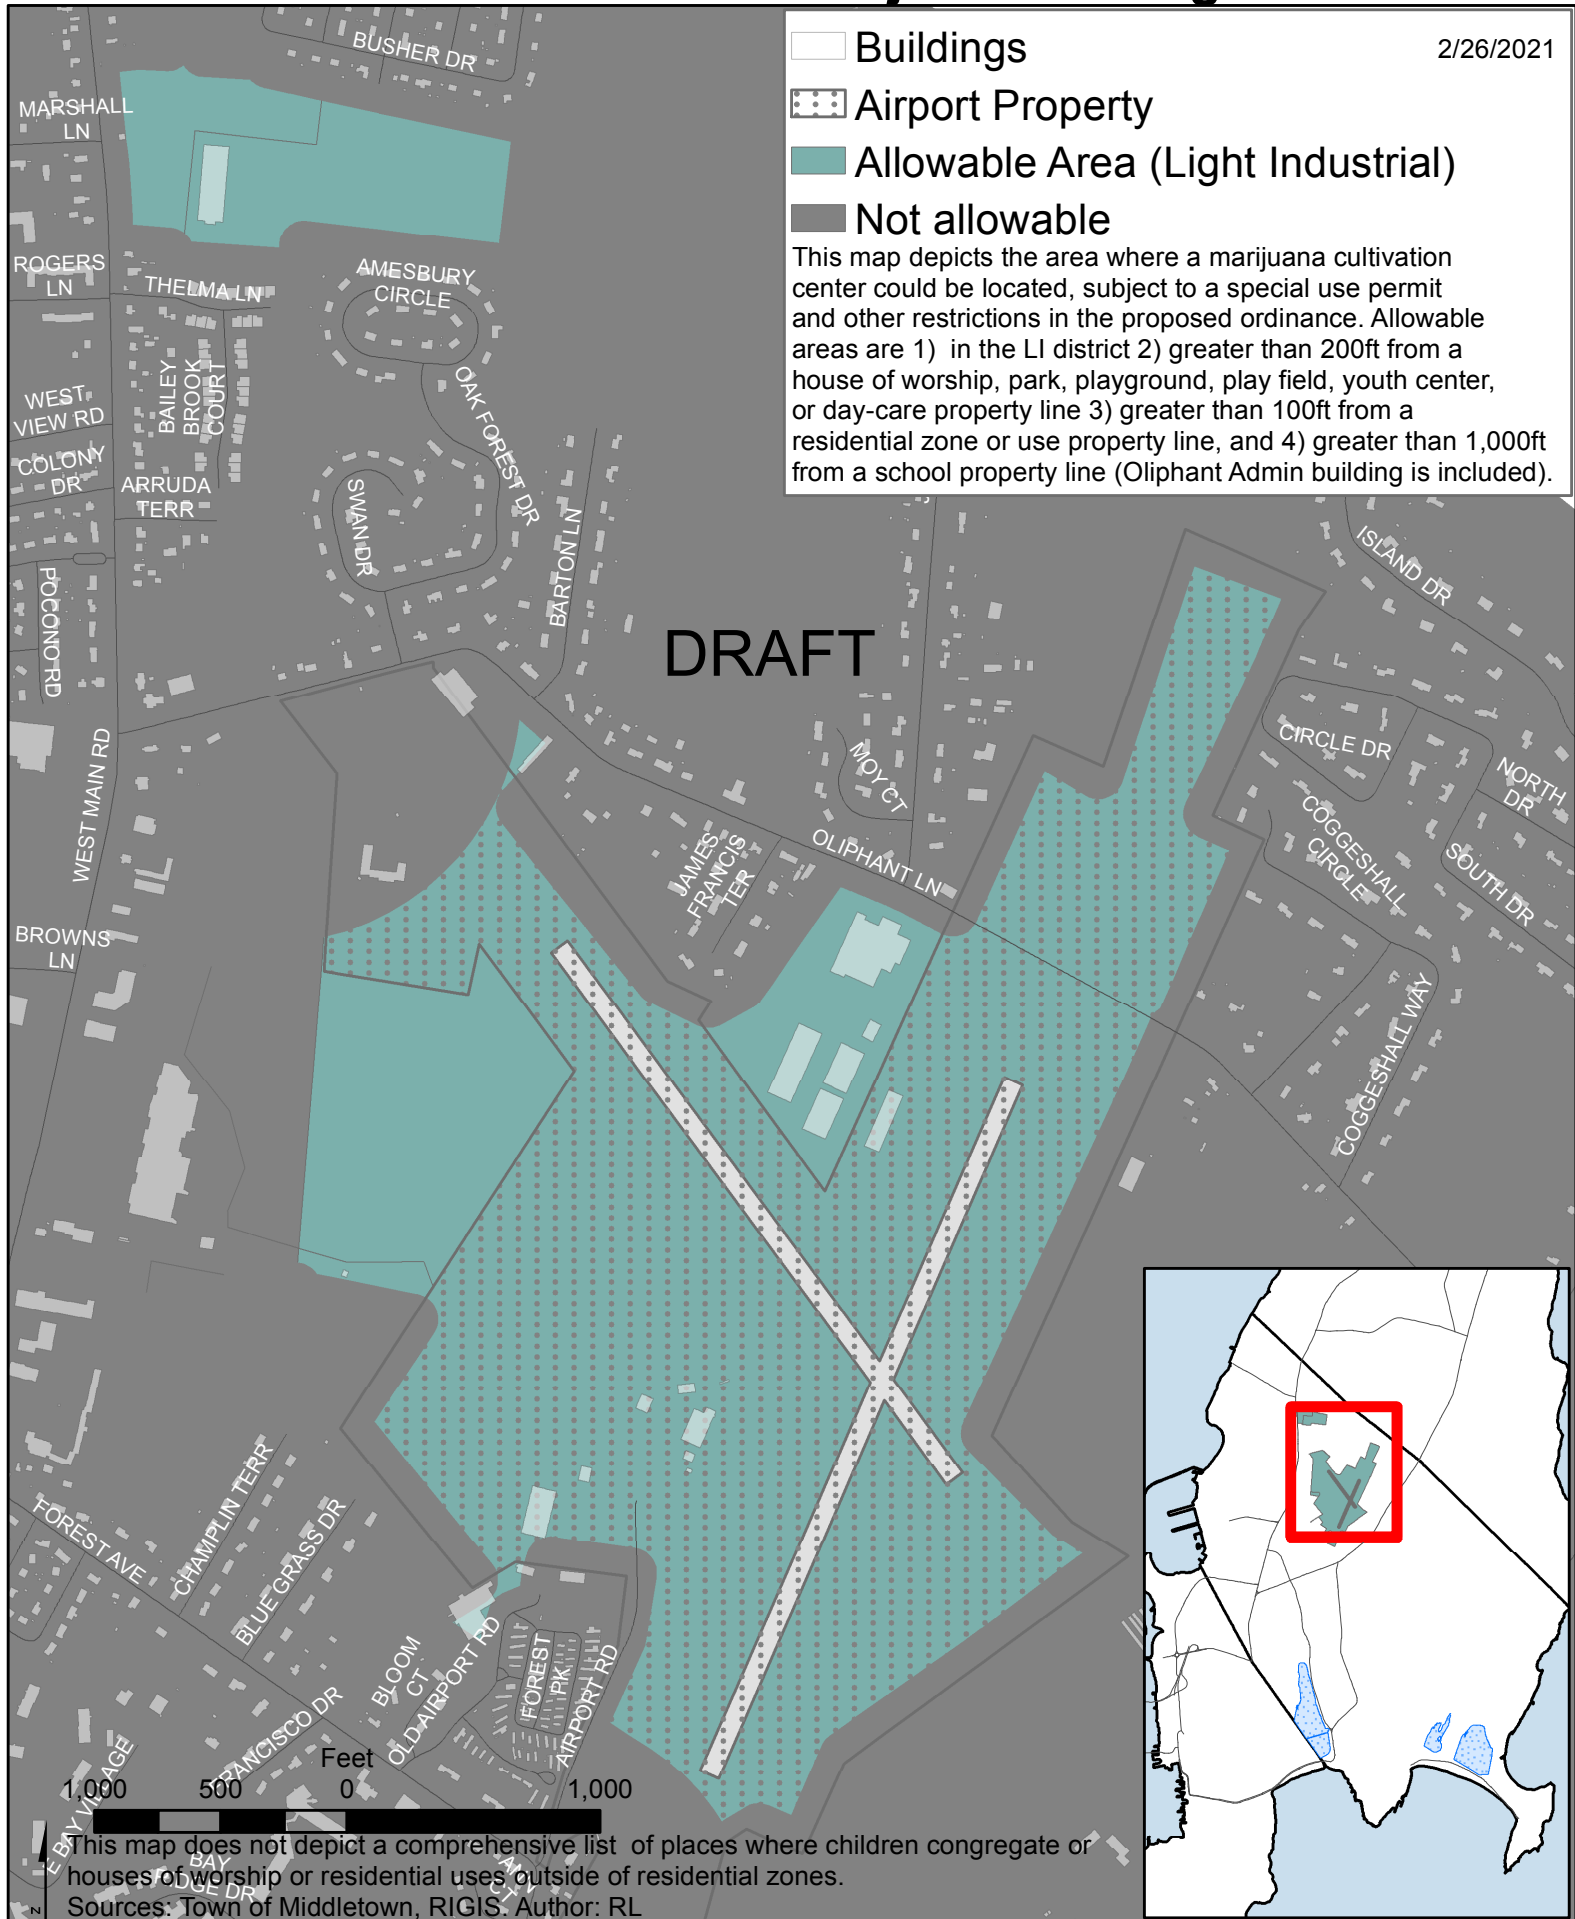 Buildings
2/26/2021
Airport Property
Allowable Area (Light Industrial)
Not allowable
This map depicts the area where a marijuana cultivation
center could be located, subject to a special use permit
and other restrictions in the proposed ordinance. Allowable
areas are 1)  in the LI district 2) greater than 200ft from a
house of worship, park, playground, play field, youth center,
or day-care property line 3) greater than 100ft from a
residential zone or use property line, and 4) greater than 1,000ft
from a school property line (Oliphant Admin building is included).
BUSHER DR
MARSHALL
LN
ROGERS
LN
THELMA LN
AMESBURY
CIRCLE
WEST
VIEW RD
BAILEY
BROOK
COURT
OAK FOREST DR
COLONY
DR
ARRUDA
TERR
SWAN DR
BARTON LN
ISLAND DR
POCONO RD
DRAFT
WEST MAIN RD
MOY CT
CIRCLE DR
NORTH
DR
JAMES
FRANCIS
TER
OLIPHANT LN
COGGESHALL
CIRCLE
SOUTH DR
BROWNS
LN
COGGESHALL WAY
FOREST AVE
CHAMPLIN TERR
BLUE GRASS DR
BLOOM
CT
OLD AIRPORT RD
FOREST
PK
AIRPORT RD
FRANCISCO DR
E BAY VILLAGE
Feet
1,000 500 0 1,000
BAY
RIDGE DR
This map does not depict a comprehensive list  of places where children congregate or
houses of worship or residential uses outside of residential zones.
Sources: Town of Middletown, RIGIS. Author: RL
z